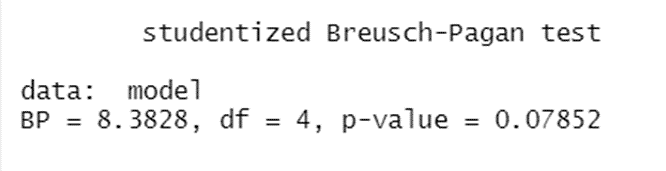 studentized Breusch-Pagan test
data: model
BP = 8.3828, df = 4, p-value = 0.07852